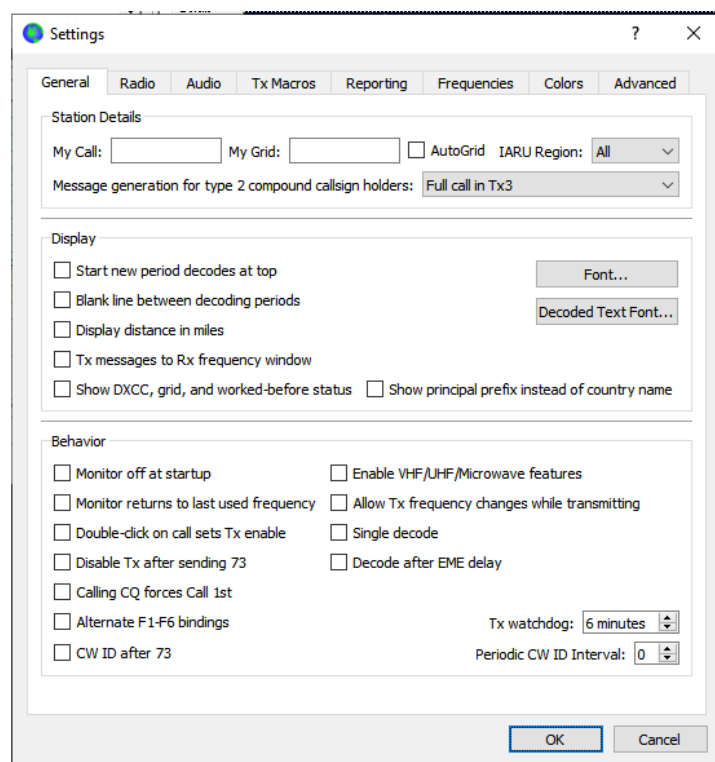 Settings ? X
General Radio Audio Tx Macros Reporting Frequencies Colors Advanced
Station Details
My Call: My Grid: AutoGrid IARU Region: All
Message generation for type 2 compound callsign holders: Full call in Tx3
Display
Start new period decodes at top Font...
Blank line between decoding periods Decoded Text Font...
Display distance in miles
Tx messages to Rx frequency window
Show DXCC, grid, and worked-before status Show principal prefix instead of country name
Behavior
Monitor off at startup Enable VHF/UHF/Microwave features
Monitor returns to last used frequency Allow Tx frequency changes while transmitting
Double-click on call sets Tx enable Single decode
Disable Tx after sending 73 Decode after EME delay
Calling CQ forces Call 1st
Alternate F1-F6 bindings Tx watchdog: 6 minutes
CW ID after 73 Periodic CW ID Interval: 0
OK Cancel